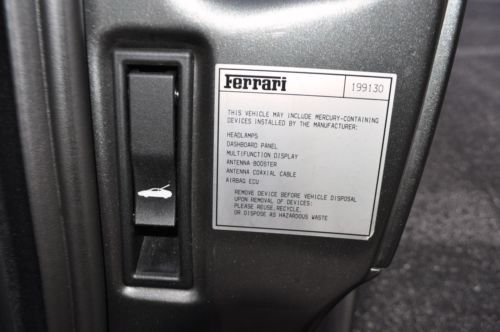 Ferrari 199130
THIS VEHICLE MAY INCLUDE MERCURY-CONTAINING
DEVICES INSTALLED BY THE MANUFACTURER:
HEADLAMPS
DASHBOARD PANEL
MULTIFUNCTION DISPLAY
ANTENNA BOOSTER
ANTENNA COAXIAL CABLE
AIRBAG ECU
REMOVE DEVICE BEFORE VEHICLE DISPOSAL
UPON REMOVAL OF DEVICES:
PLEASE REUSE,RECYCLE,
OR DISPOSE AS HAZARDOUS WASTE